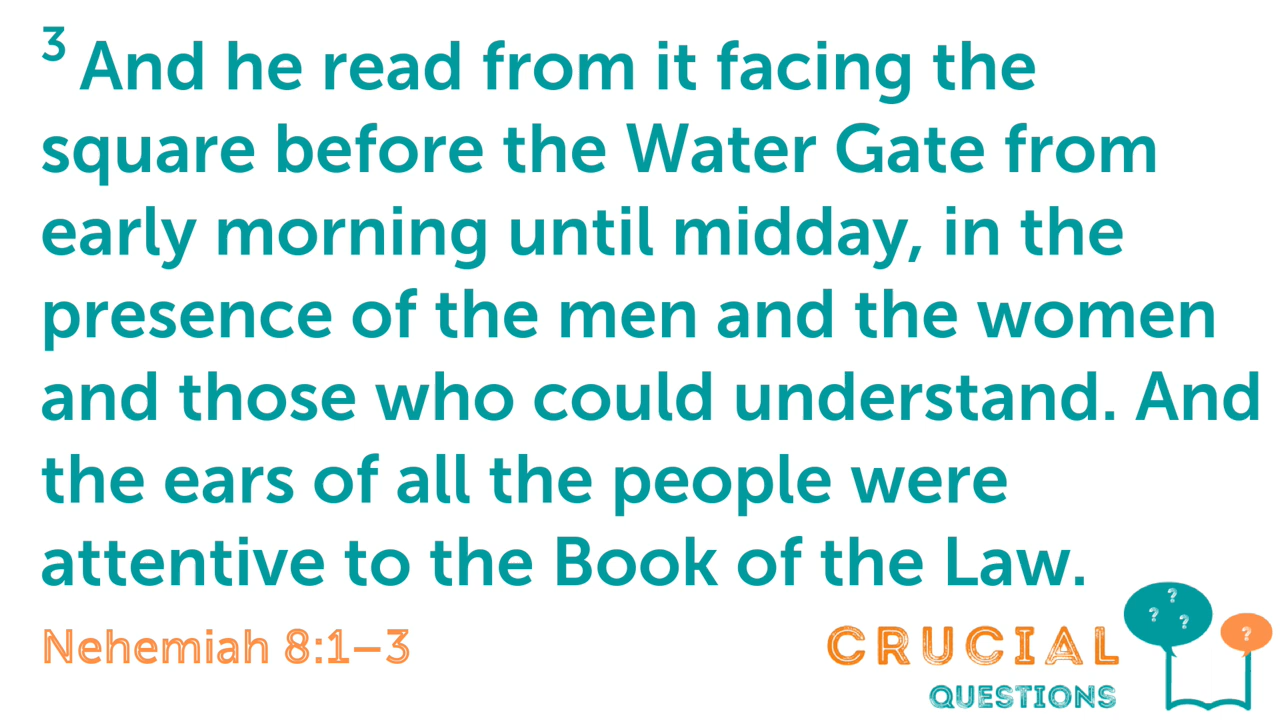 3 And he read from it facing the
square before the Water Gate from
early morning until midday, in the
presence of the men and the women
and those who could understand. And
the ears of all the people were
attentive to the Book of the Law.
Nehemiah 8:1–3
CRUCIAL
QUESTIONS
? ? ? ?